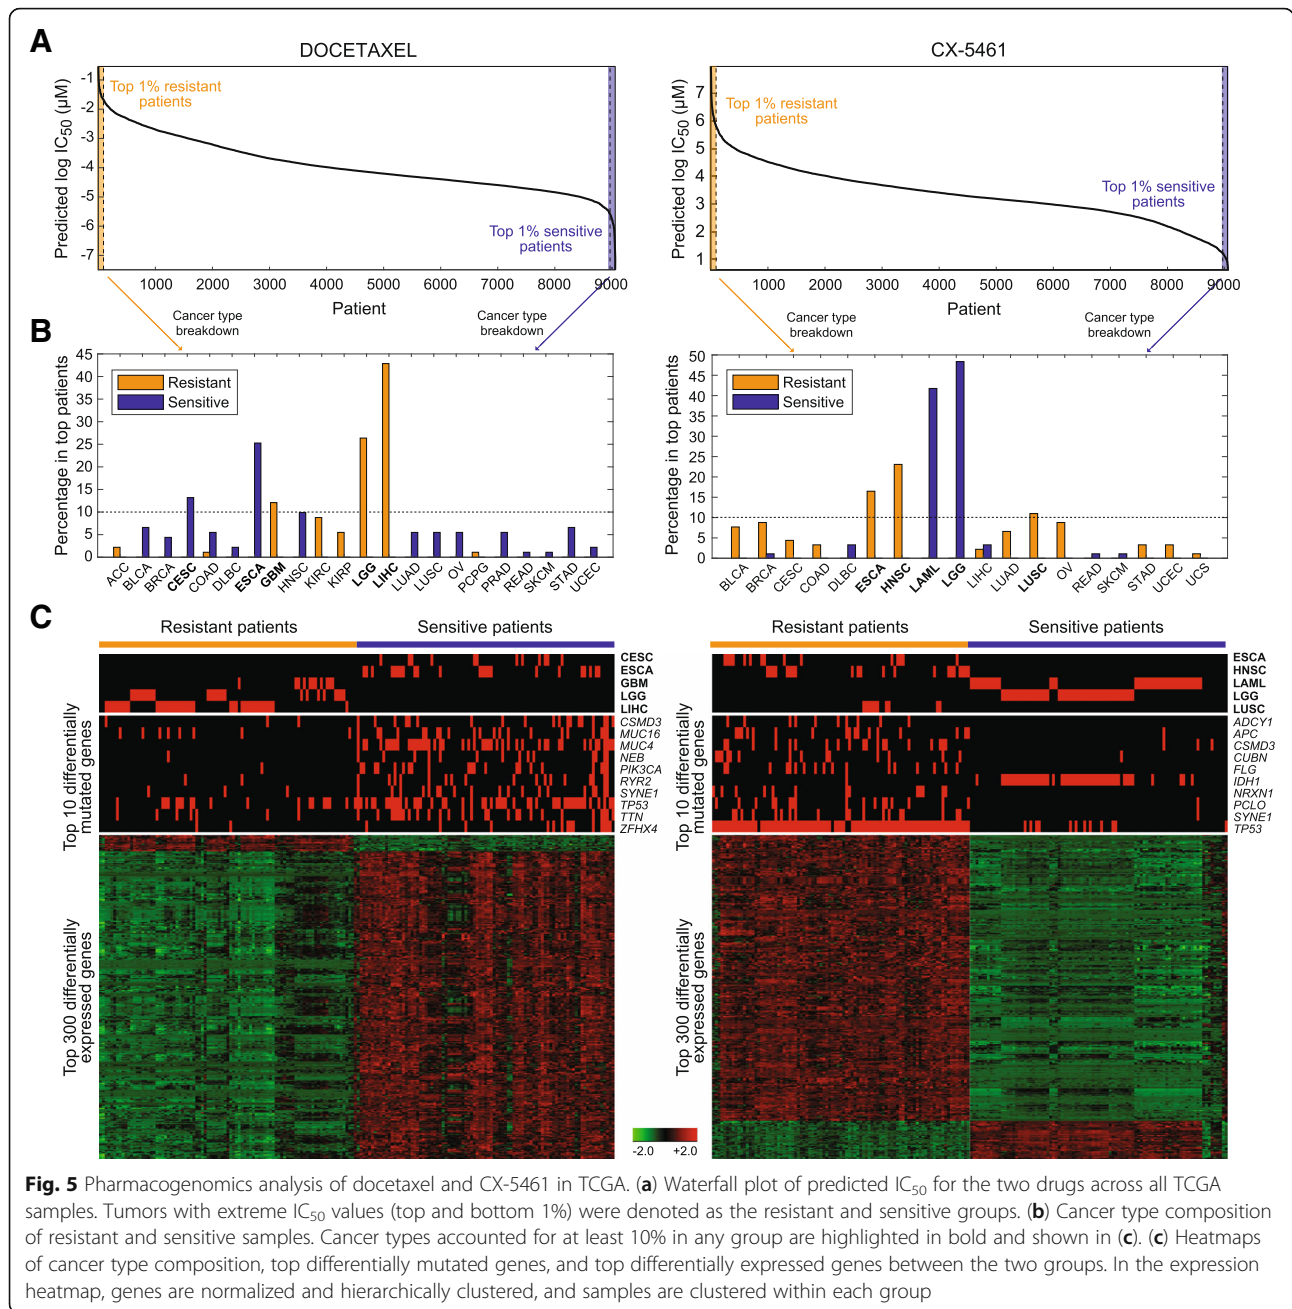 A
DOCETAXEL
Predicted log IC50 (µM)
-1
-2
-3
-4
-5
-6
-7
Top 1% resistant
patients
Top 1% sensitive
patients
1000 2000 3000 4000 5000 6000 7000 8000 9000
Patient
Cancer type
breakdown
Cancer type
breakdown
CX-5461
Predicted log IC50 (µM)
7
6
5
4
3
2
1
Top 1% resistant
patients
Top 1% sensitive
patients
1000 2000 3000 4000 5000 6000 7000 8000 9000
Patient
Cancer type
breakdown
Cancer type
breakdown
B
Percentage in top patients
45
40
35
30
25
20
15
10
5
0
Resistant
Sensitive
ACC BLCA BRCA CESC COAD DLBC ESCA GBM HNSC KIRC KIRP LGG LIHC LUAD LUSC OV PCPG PRAD READ SKCM STAD UCEC
Percentage in top patients
50
45
40
35
30
25
20
15
10
5
0
Resistant
Sensitive
BLCA BRCA CESC COAD DLBC ESCA HNSC LAML LGG LIHC LUAD LUSC OV READ SKCM STAD UCEC UCS
C
Resistant patients Sensitive patients
CESC
ESCA
GBM
LGG
LIHC
Top 10 differentially
mutated genes
CSMD3
MUC16
MUC4
NEB
PIK3CA
RYR2
SYNE1
TP53
TTN
ZFHX4
Top 300 differentially
expressed genes
-2.0 +2.0
Resistant patients Sensitive patients
ESCA
HNSC
LAML
LGG
LUSC
Top 10 differentially
mutated genes
ADCY1
APC
CSMD3
CUBN
FLG
IDH1
NRXN1
PCLO
SYNE1
TP53
Top 300 differentially
expressed genes
Fig. 5 Pharmacogenomics analysis of docetaxel and CX-5461 in TCGA. (a) Waterfall plot of predicted IC50 for the two drugs across all TCGA
samples. Tumors with extreme IC50 values (top and bottom 1%) were denoted as the resistant and sensitive groups. (b) Cancer type composition
of resistant and sensitive samples. Cancer types accounted for at least 10% in any group are highlighted in bold and shown in (c). (c) Heatmaps
of cancer type composition, top differentially mutated genes, and top differentially expressed genes between the two groups. In the expression
heatmap, genes are normalized and hierarchically clustered, and samples are clustered within each group